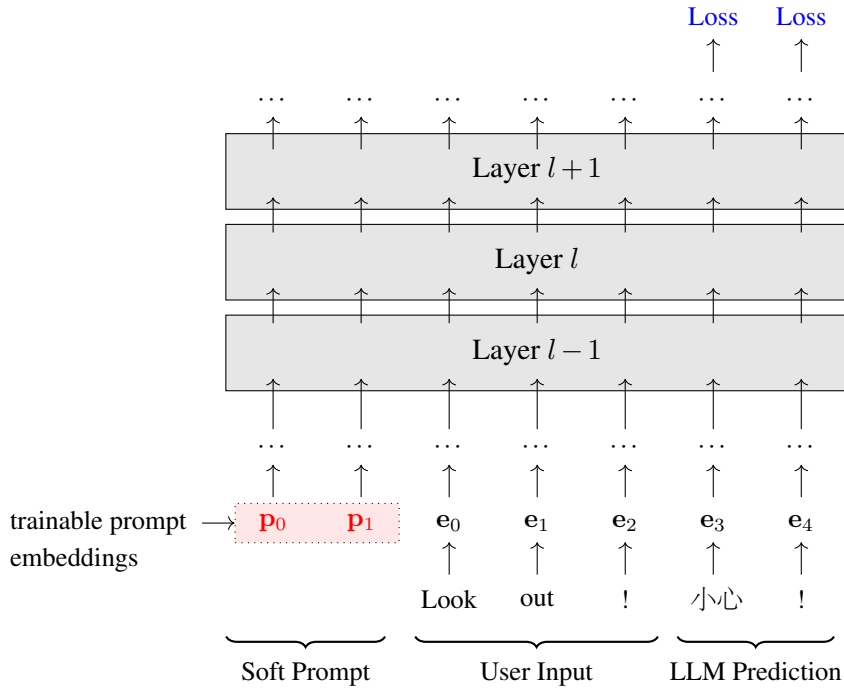 Loss Loss
... ... ... ... ... ... ...
Layer l + 1
Layer l
Layer l − 1
... ... ... ... ... ... ...
trainable prompt
embeddings
p₀ p₁ e₀ e₁ e₂ e₃ e₄
Look out ! 小心 !
Soft Prompt User Input LLM Prediction